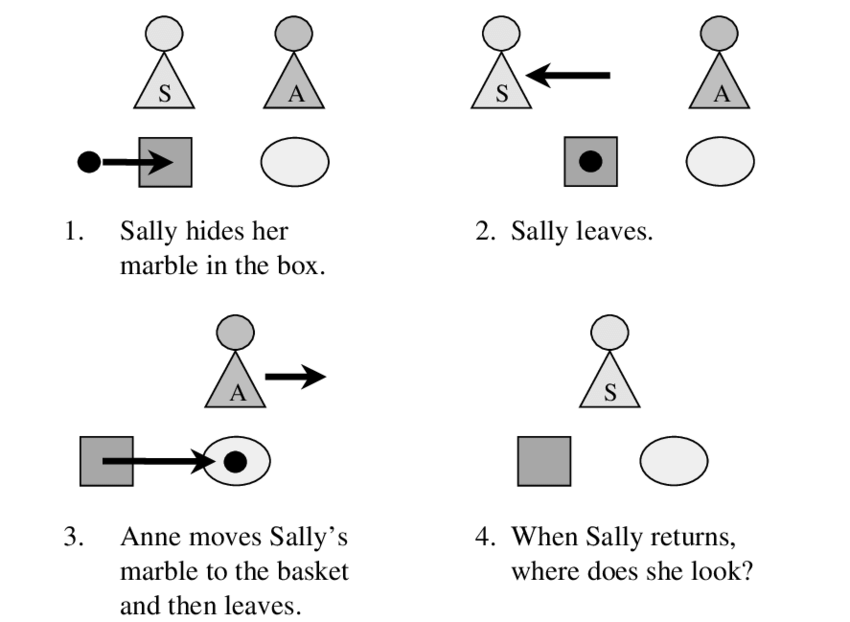 S
A
S
A
1. Sally hides her
marble in the box.
2. Sally leaves.
A
S
3. Anne moves Sally's
marble to the basket
and then leaves.
4. When Sally returns,
where does she look?